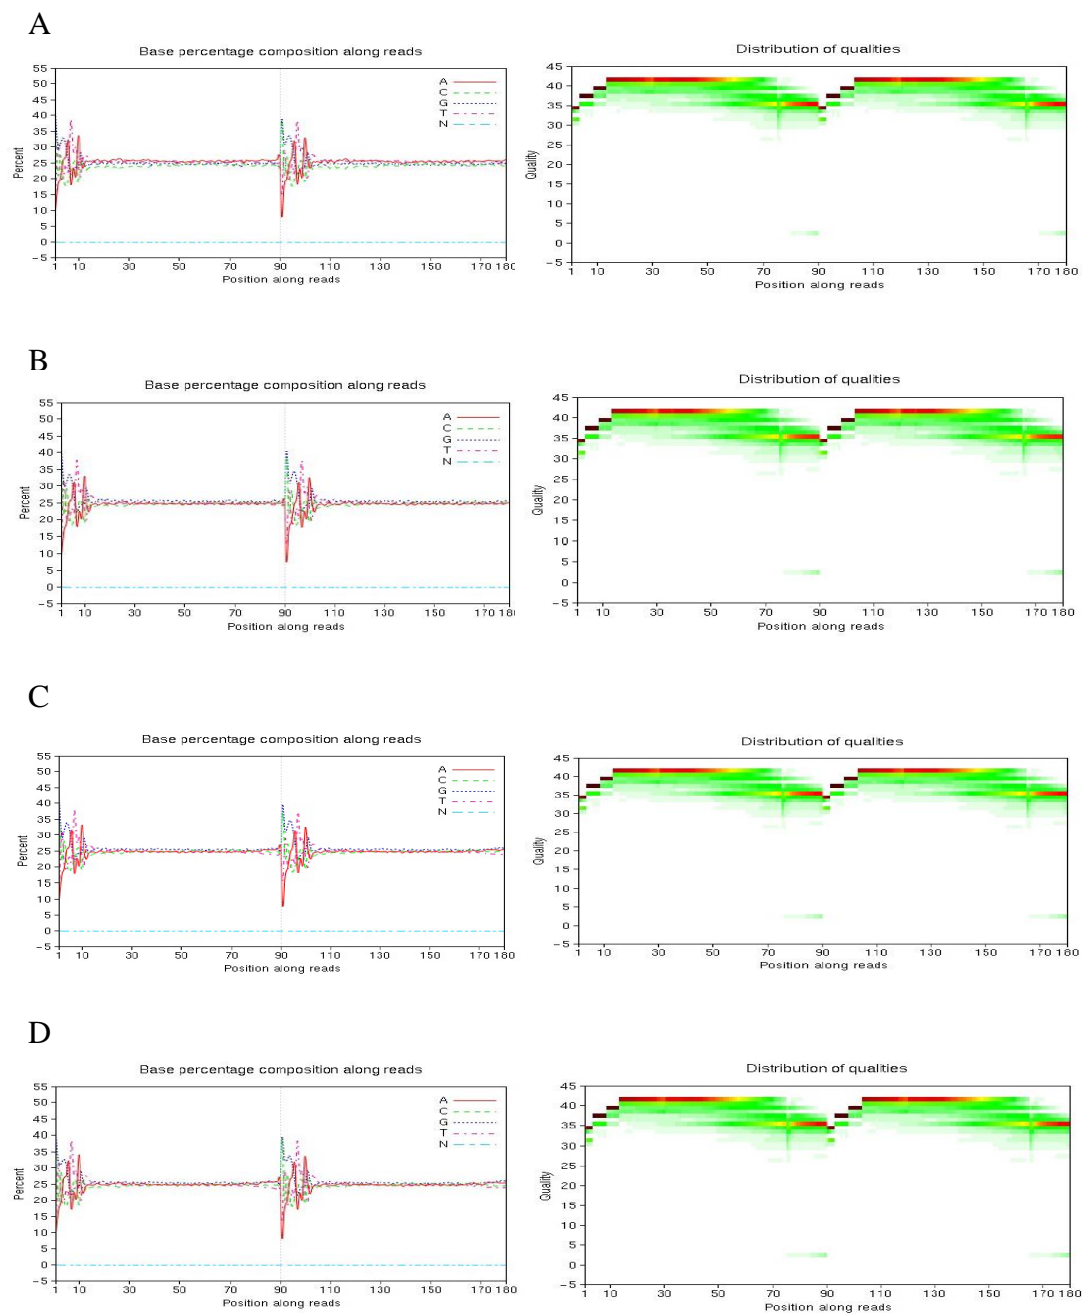 A
Base percentage composition along reads
55
50
45
40
35
30
25
20
15
10
5
0
-5
Percent
A
C
G
T
N
1 10 30 50 70 90 110 130 150 170 180
Position along reads
Distribution of qualities
45
40
35
30
25
20
15
10
5
0
-5
Quality
1 10 30 50 70 90 110 130 150 170 180
Position along reads
B
Base percentage composition along reads
55
50
45
40
35
30
25
20
15
10
5
0
-5
Percent
A
C
G
T
N
1 10 30 50 70 90 110 130 150 170 180
Position along reads
Distribution of qualities
45
40
35
30
25
20
15
10
5
0
-5
Quality
1 10 30 50 70 90 110 130 150 170 180
Position along reads
C
Base percentage composition along reads
55
50
45
40
35
30
25
20
15
10
5
0
-5
Percent
A
C
G
T
N
1 10 30 50 70 90 110 130 150 170 180
Position along reads
Distribution of qualities
45
40
35
30
25
20
15
10
5
0
-5
Quality
1 10 30 50 70 90 110 130 150 170 180
Position along reads
D
Base percentage composition along reads
55
50
45
40
35
30
25
20
15
10
5
0
-5
Percent
A
C
G
T
N
1 10 30 50 70 90 110 130 150 170 180
Position along reads
Distribution of qualities
45
40
35
30
25
20
15
10
5
0
-5
Quality
1 10 30 50 70 90 110 130 150 170 180
Position along reads